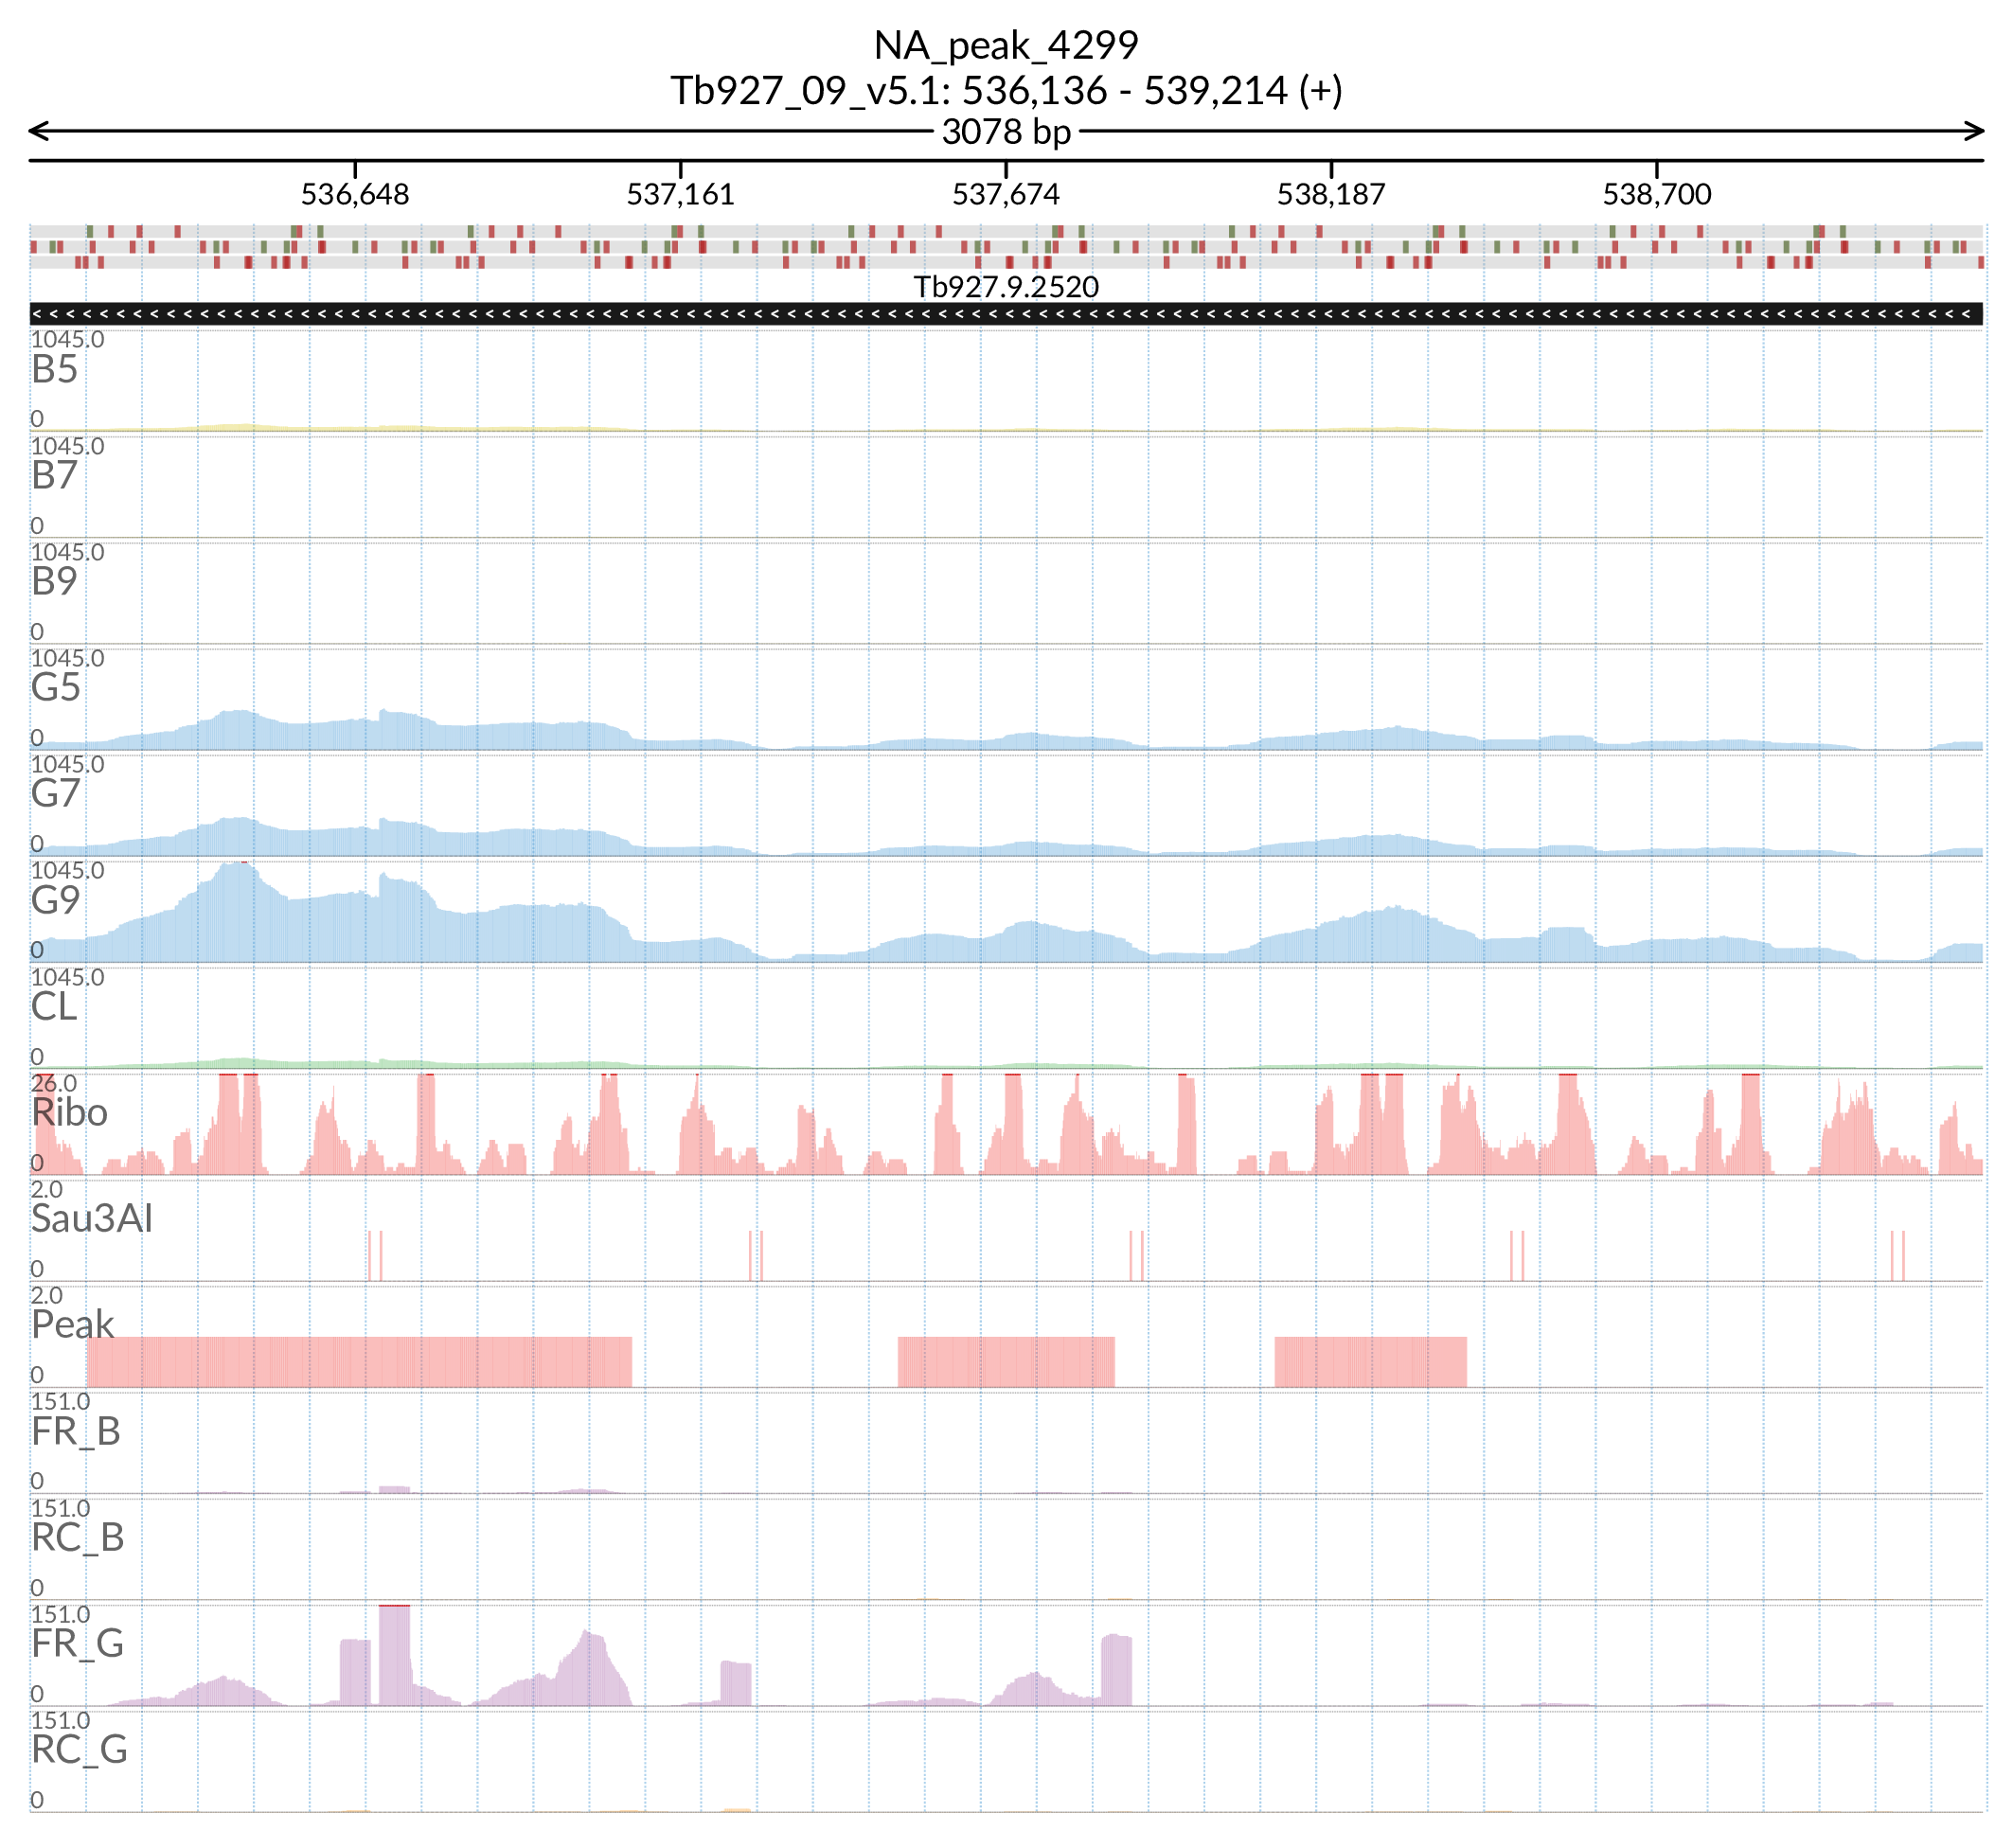 NA_peak_4299
Tb927_09_v5.1: 536,136 - 539,214 (+)
3078 bp
536,648 537,161 537,674 538,187 538,700
Tb927.9.2520
1045.0
B5
0
1045.0
B7
0
1045.0
B9
0
1045.0
G5
0
1045.0
G7
0
1045.0
G9
0
1045.0
CL
0
26.0
Ribo
0
2.0
Sau3AI
0
2.0
Peak
0
151.0
FR_B
0
151.0
RC_B
0
151.0
FR_G
0
151.0
RC_G
0